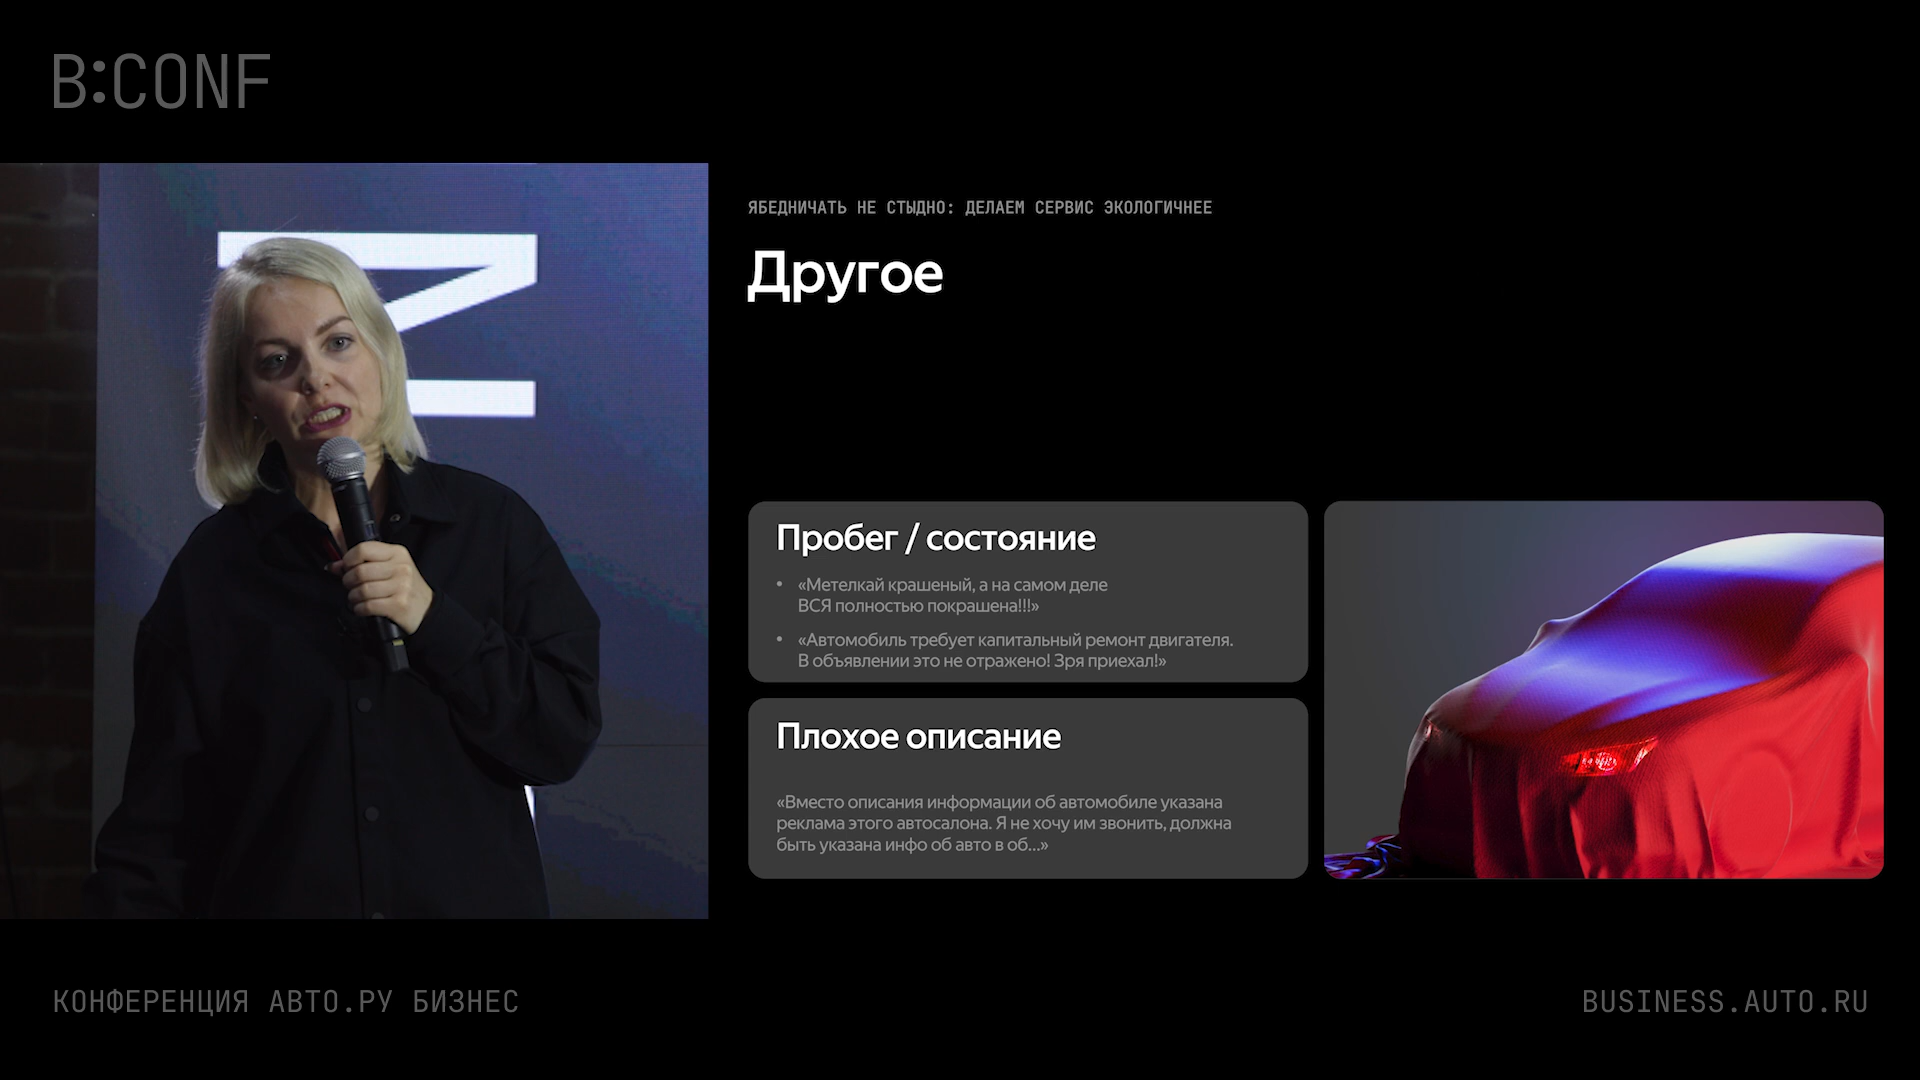 B:CONF
ЯБЕДНИЧАТЬ НЕ СТЫДНО: ДЕЛАЕМ СЕРВИС ЭКОЛОГИЧНЕЕ
Другое
Пробег / состояние
• «Метелкай крашеный, а на самом деле
ВСЯ полностью покрашена!!!»
• «Автомобиль требует капитальный ремонт двигателя.
В объявлении это не отражено! Зря приехал!»
Плохое описание
«Вместо описания информации об автомобиле указана
реклама этого автосалона. Я не хочу им звонить, должна
быть указана инфо об авто в об...»
КОНФЕРЕНЦИЯ АВТО.РУ БИЗНЕС
BUSINESS.AUTO.RU